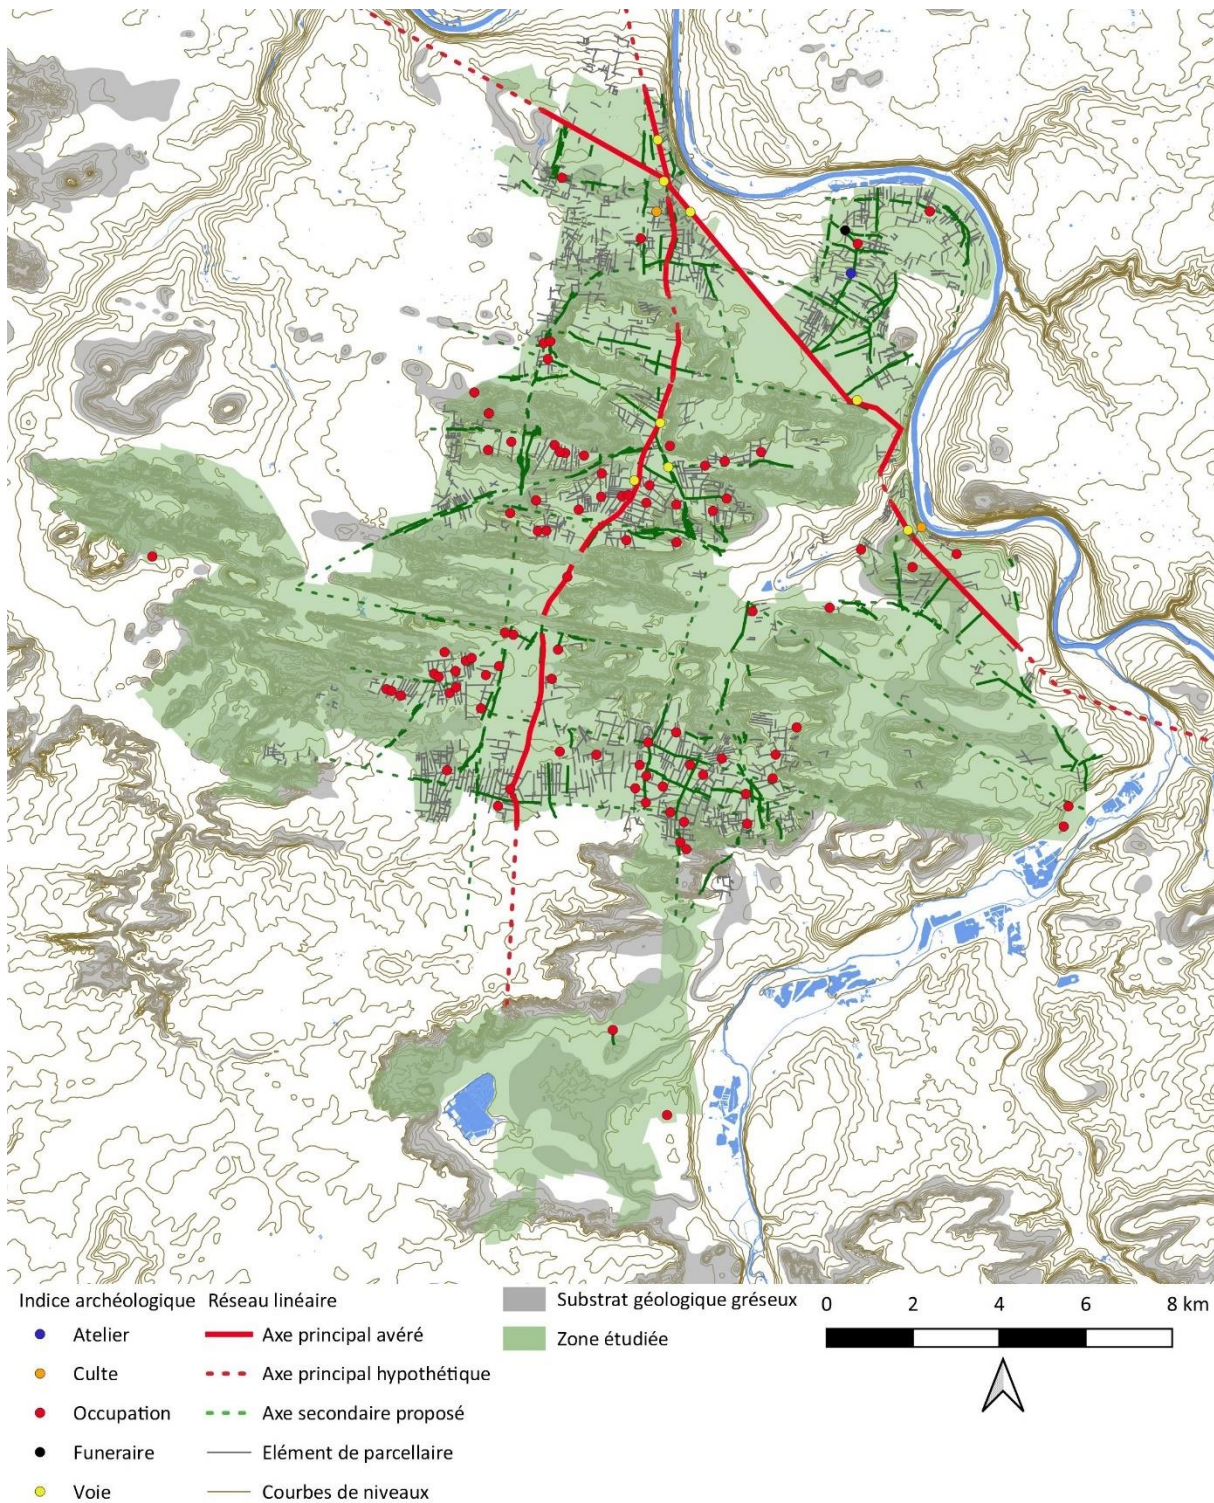 Indice archéologique Réseau linéaire Substrat géologique gréseux 0 2 4 6 8 km
Atelier Axe principal avéré Zone étudiée
Culte Axe principal hypothétique
Occupation Axe secondaire proposé
Funeraire Elément de parcellaire
Voie Courbes de niveaux